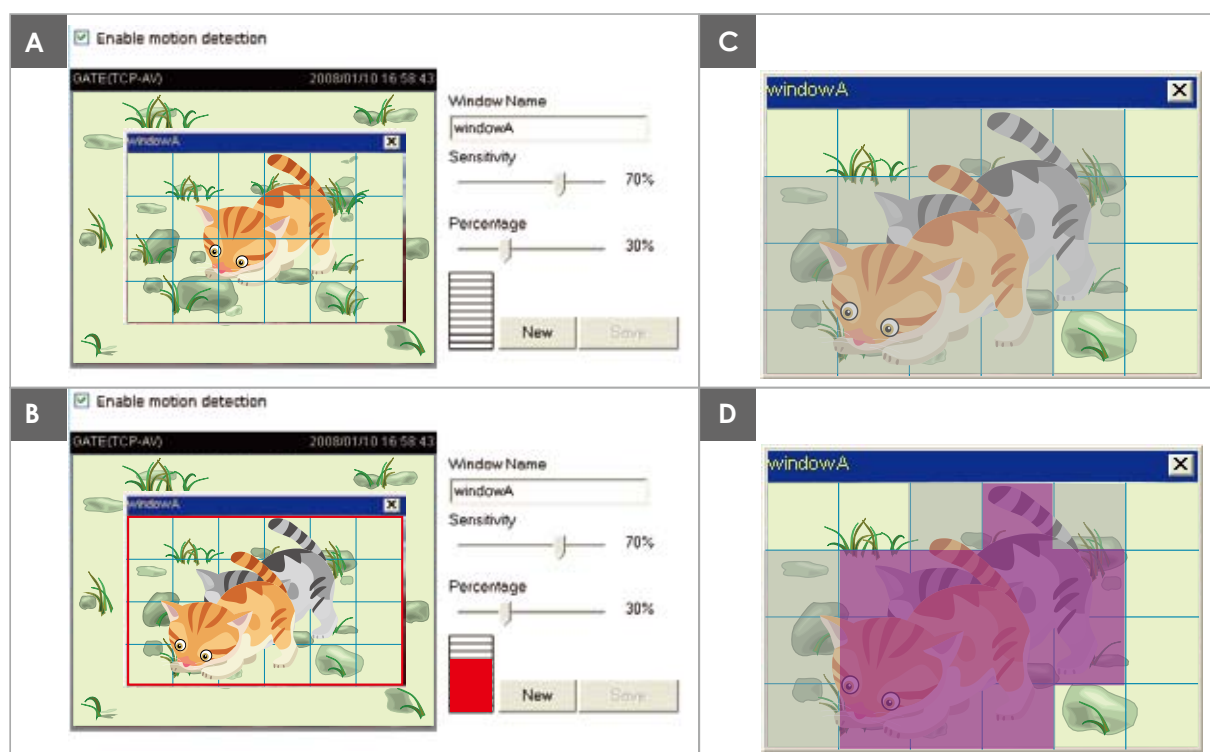 A
Enable motion detection
GATE(TCP-AV) 2008/01/10 16:58:43
windowA
Window Name
windowA
Sensitivity
70%
Percentage
30%
New Save
B
Enable motion detection
GATE(TCP-AV) 2008/01/10 16:58:43
windowA
Window Name
windowA
Sensitivity
70%
Percentage
30%
New Save
C
windowA
D
windowA